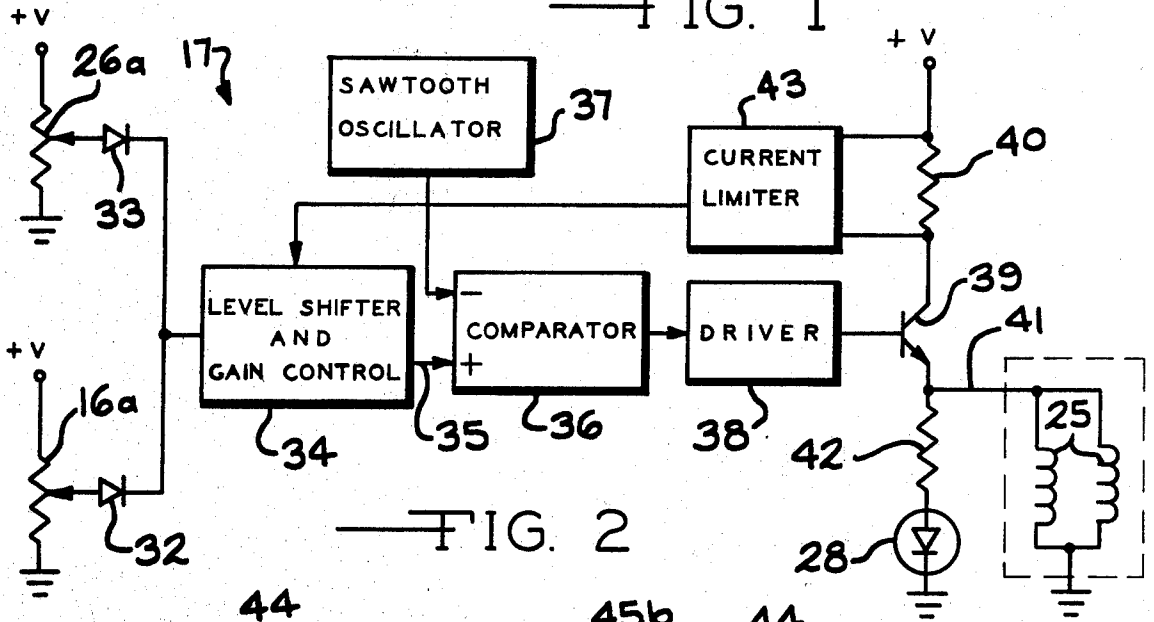 FIG. 1
+ V
26a
17
SAWTOOTH
OSCILLATOR
37
+ V
43
CURRENT
LIMITER
40
33
LEVEL SHIFTER
AND
GAIN CONTROL
34
35
−
+
COMPARATOR
36
DRIVER
38
39
41
25
42
28
+ V
16a
32
FIG. 2
44
45b
44